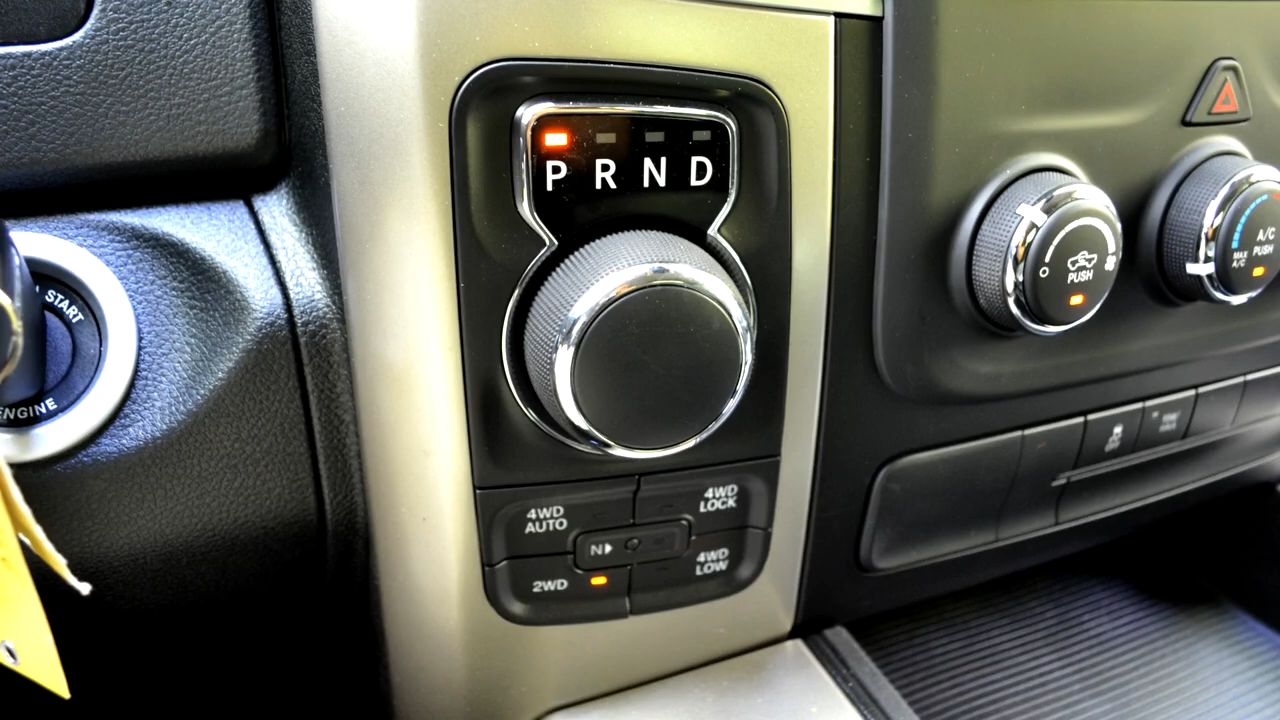 P R N D
START
ENGINE
4WD
AUTO
4WD
LOCK
N
2WD
4WD
LOW
PUSH
A/C
PUSH
MAX
A/C